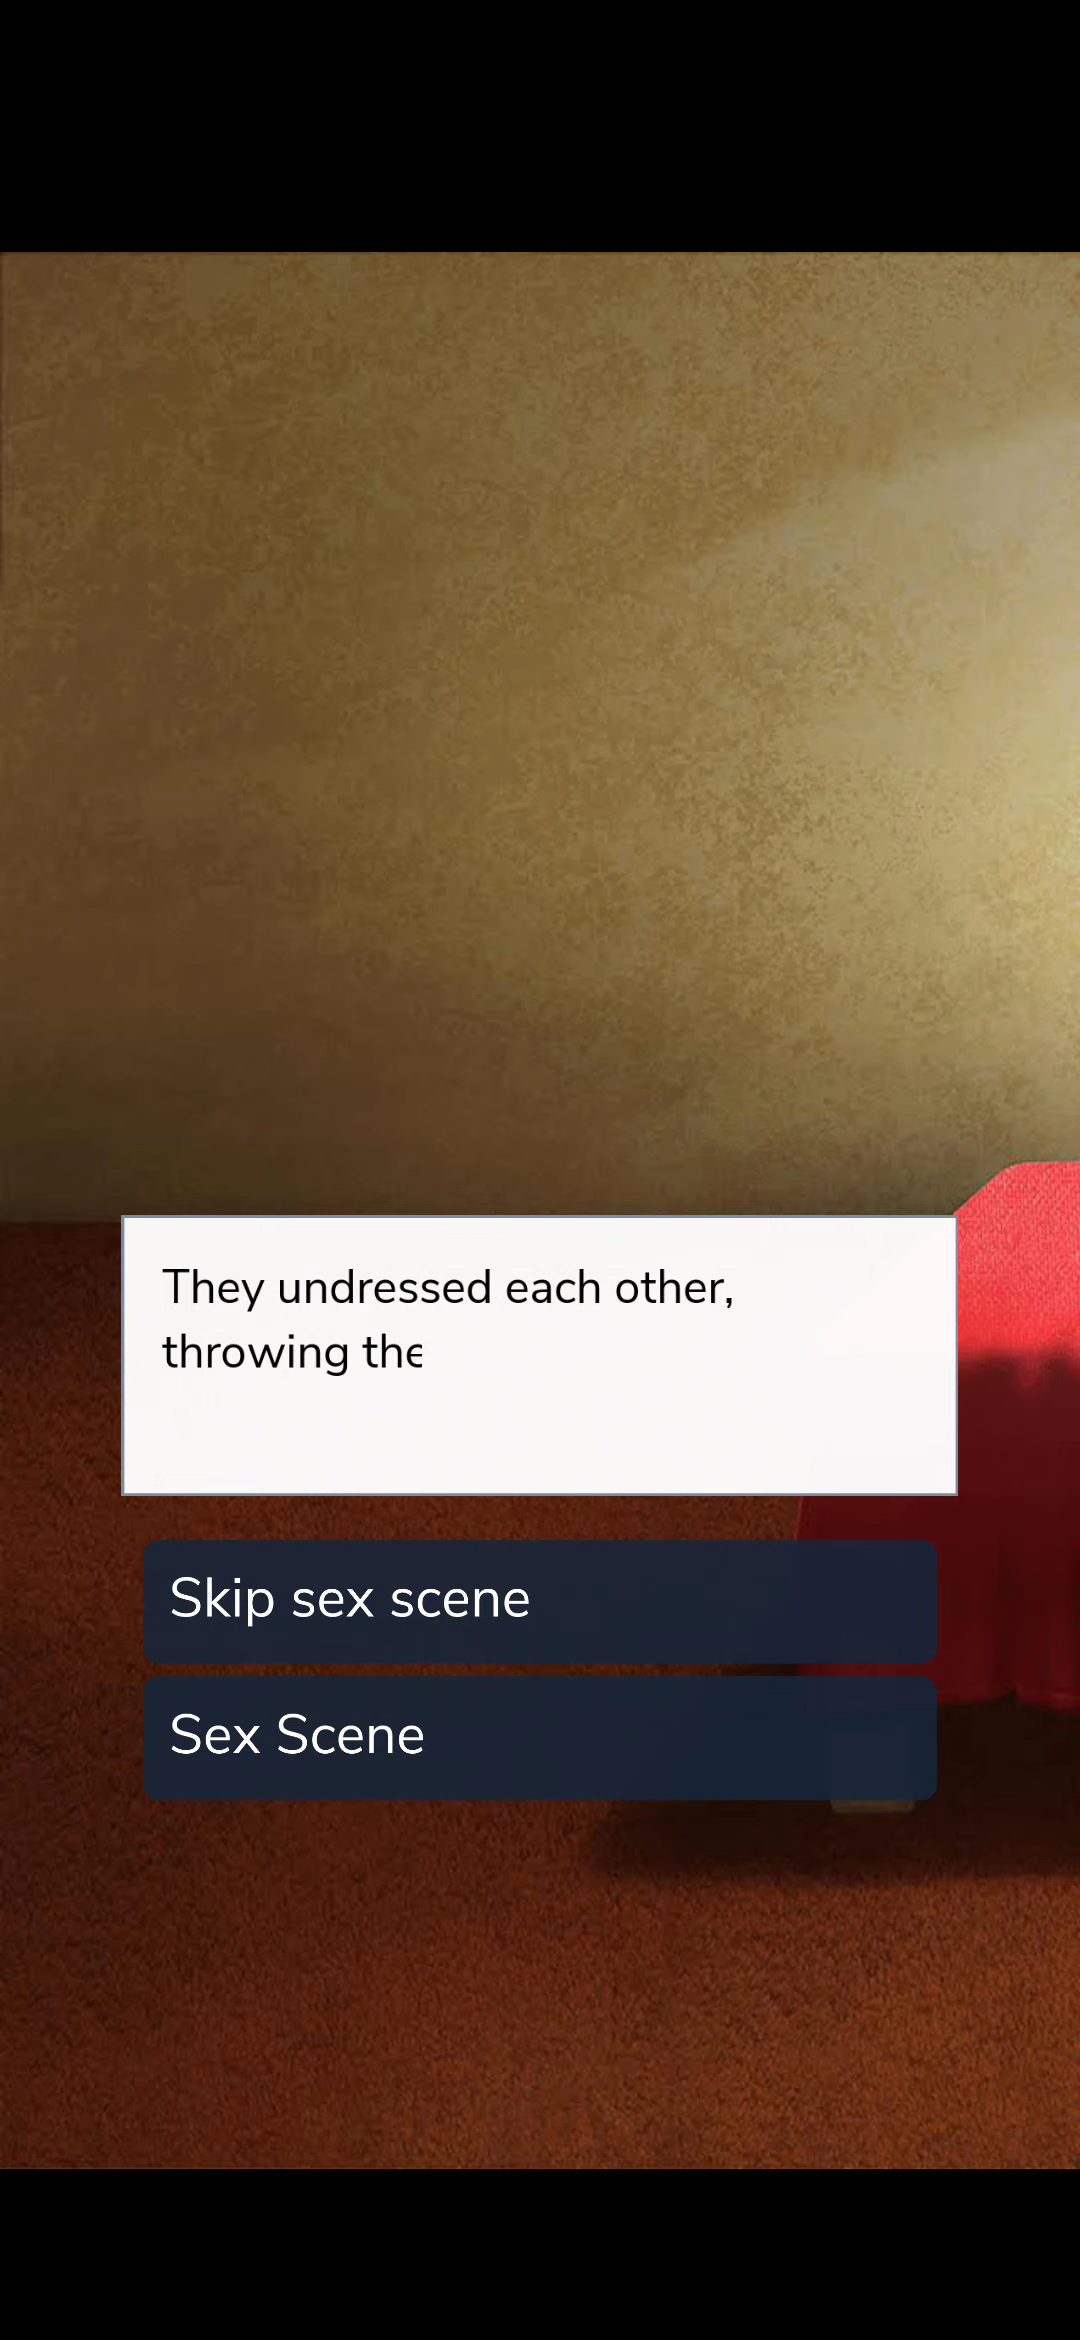 They undressed each other,
throwing the
Skip sex scene
Sex Scene